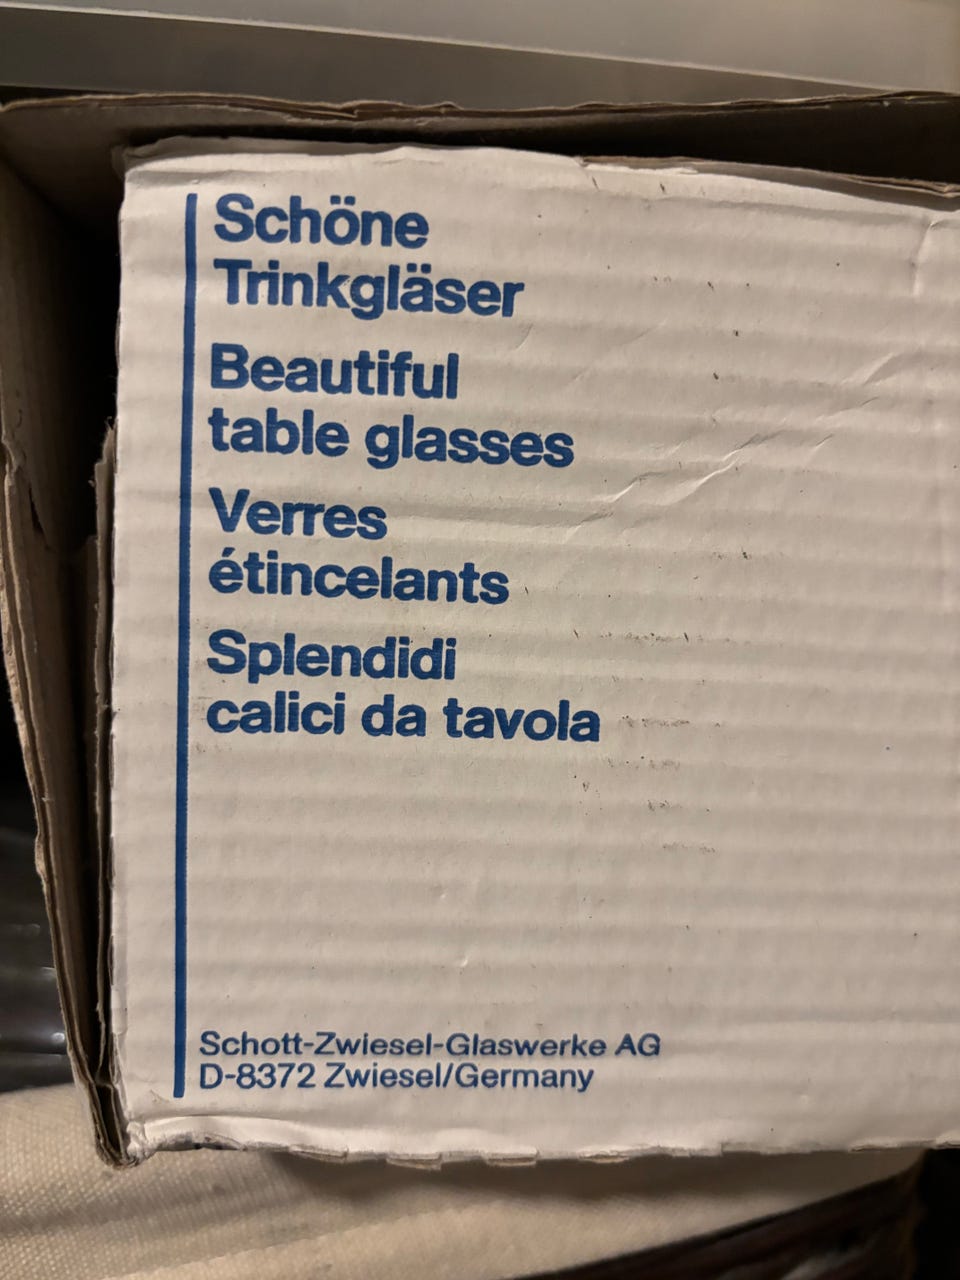 Schöne
Trinkgläser
Beautiful
table glasses
Verres
étincelants
Splendidi
calici da tavola
Schott-Zwiesel-Glaswerke AG
D-8372 Zwiesel/Germany